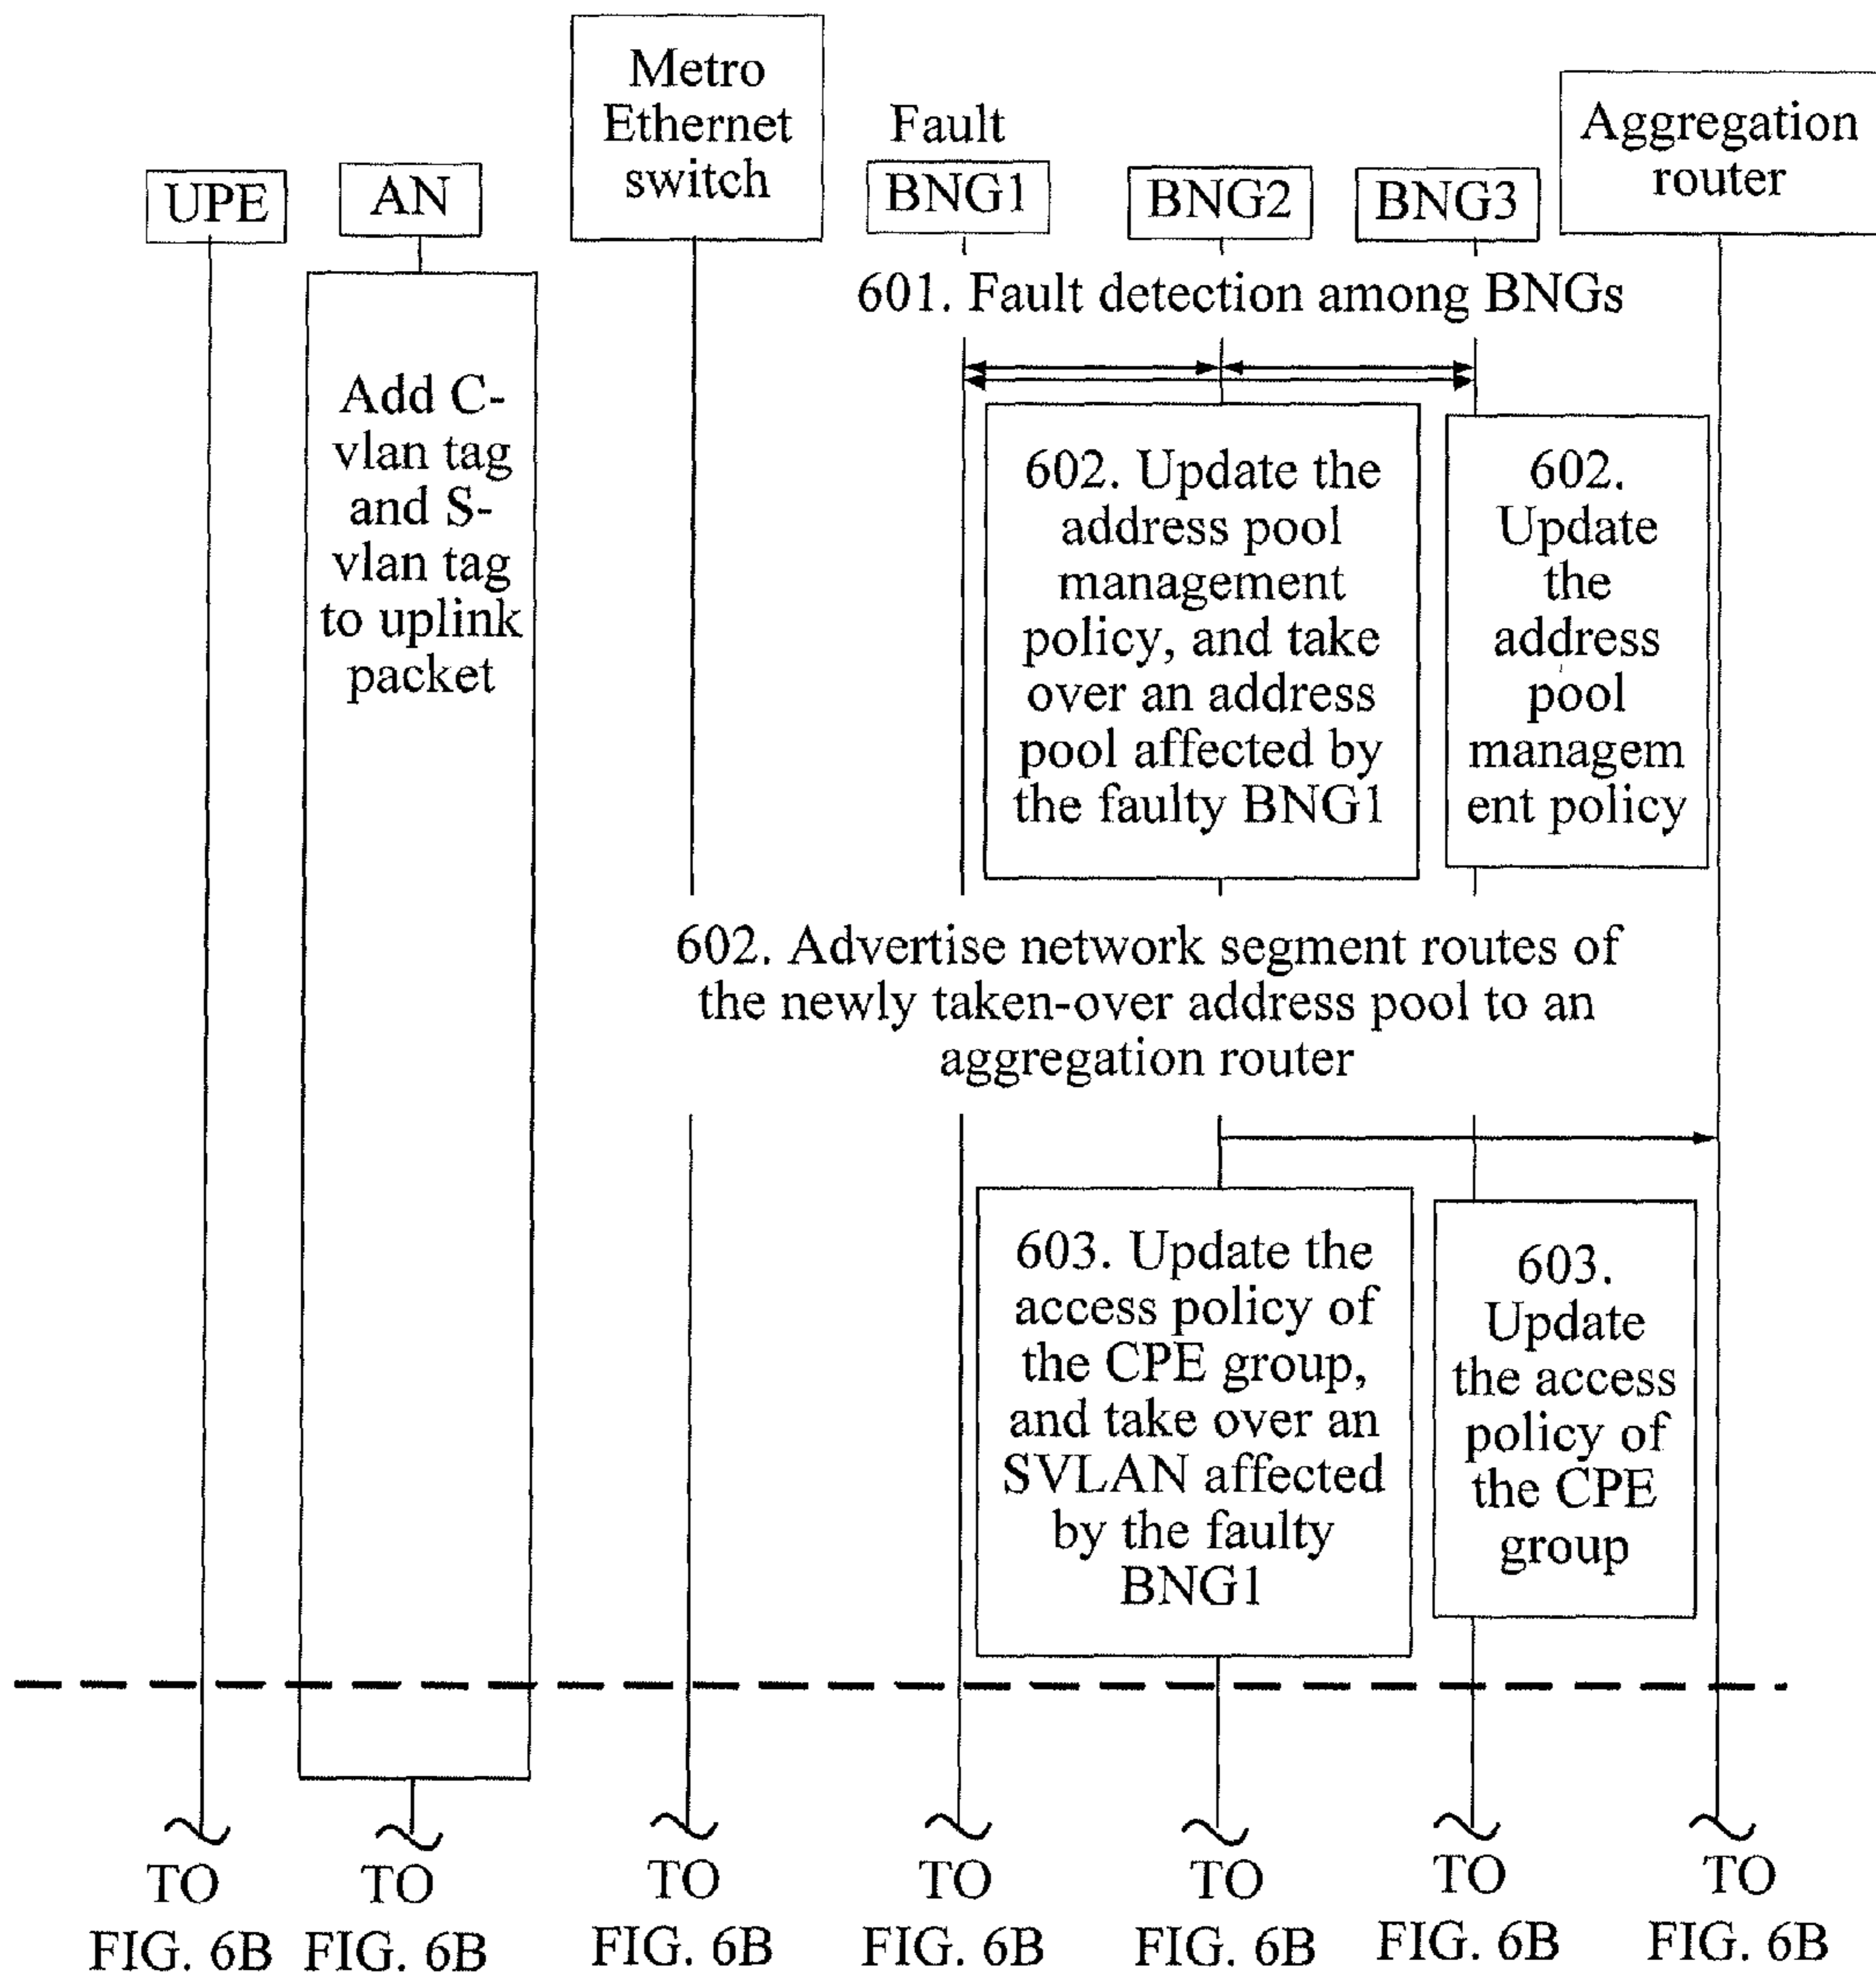 Metro
Ethernet
switch
Fault
Aggregation
router
UPE
AN
BNG1
BNG2
BNG3
601. Fault detection among BNGs
Add C-
vlan tag
and S-
vlan tag
to uplink
packet
602. Update the
address pool
management
policy, and take
over an address
pool affected by
the faulty BNG1
602.
Update
the
address
pool
managem
ent policy
602. Advertise network segment routes of
the newly taken-over address pool to an
aggregation router
603. Update the
access policy of
the CPE group,
and take over an
SVLAN affected
by the faulty
BNG1
603.
Update
the access
policy of
the CPE
group
TO
FIG. 6B
TO
FIG. 6B
TO
FIG. 6B
TO
FIG. 6B
TO
FIG. 6B
TO
FIG. 6B
TO
FIG. 6B